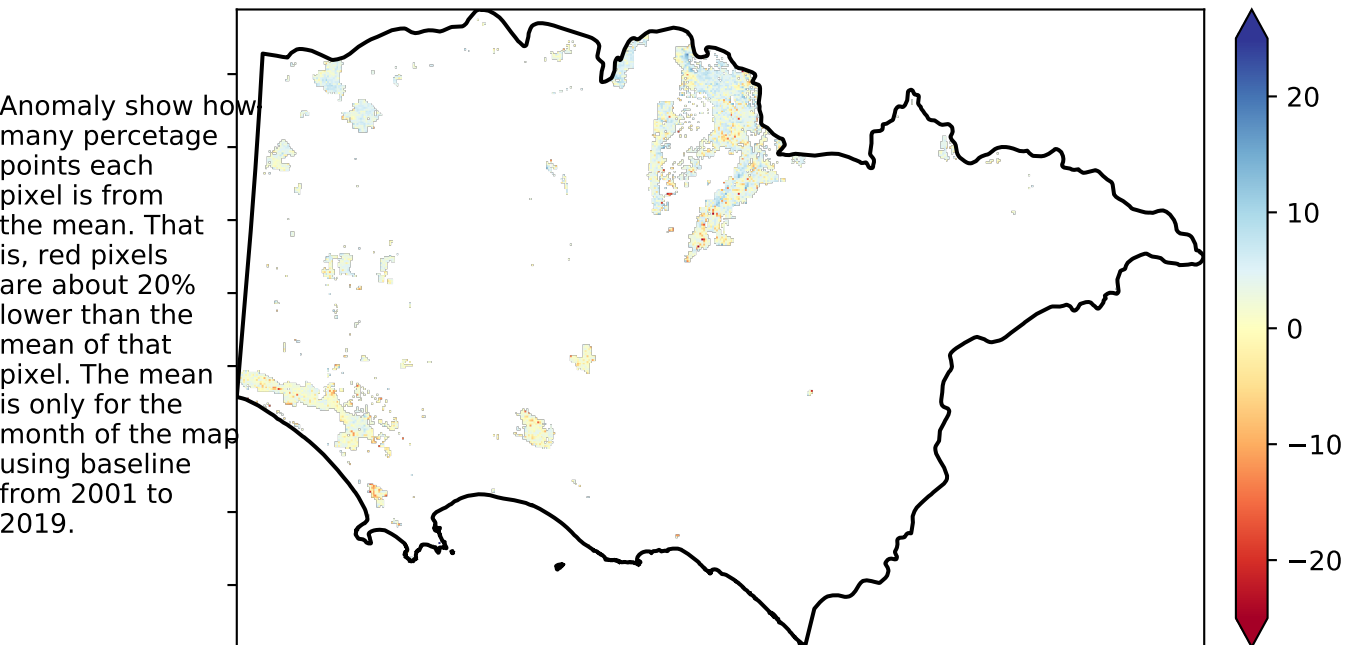 Anomaly show how
many percetage
points each
pixel is from
the mean. That
is, red pixels
are about 20%
lower than the
mean of that
pixel. The mean
is only for the
month of the map
using baseline
from 2001 to
2019.
20
10
0
−10
−20